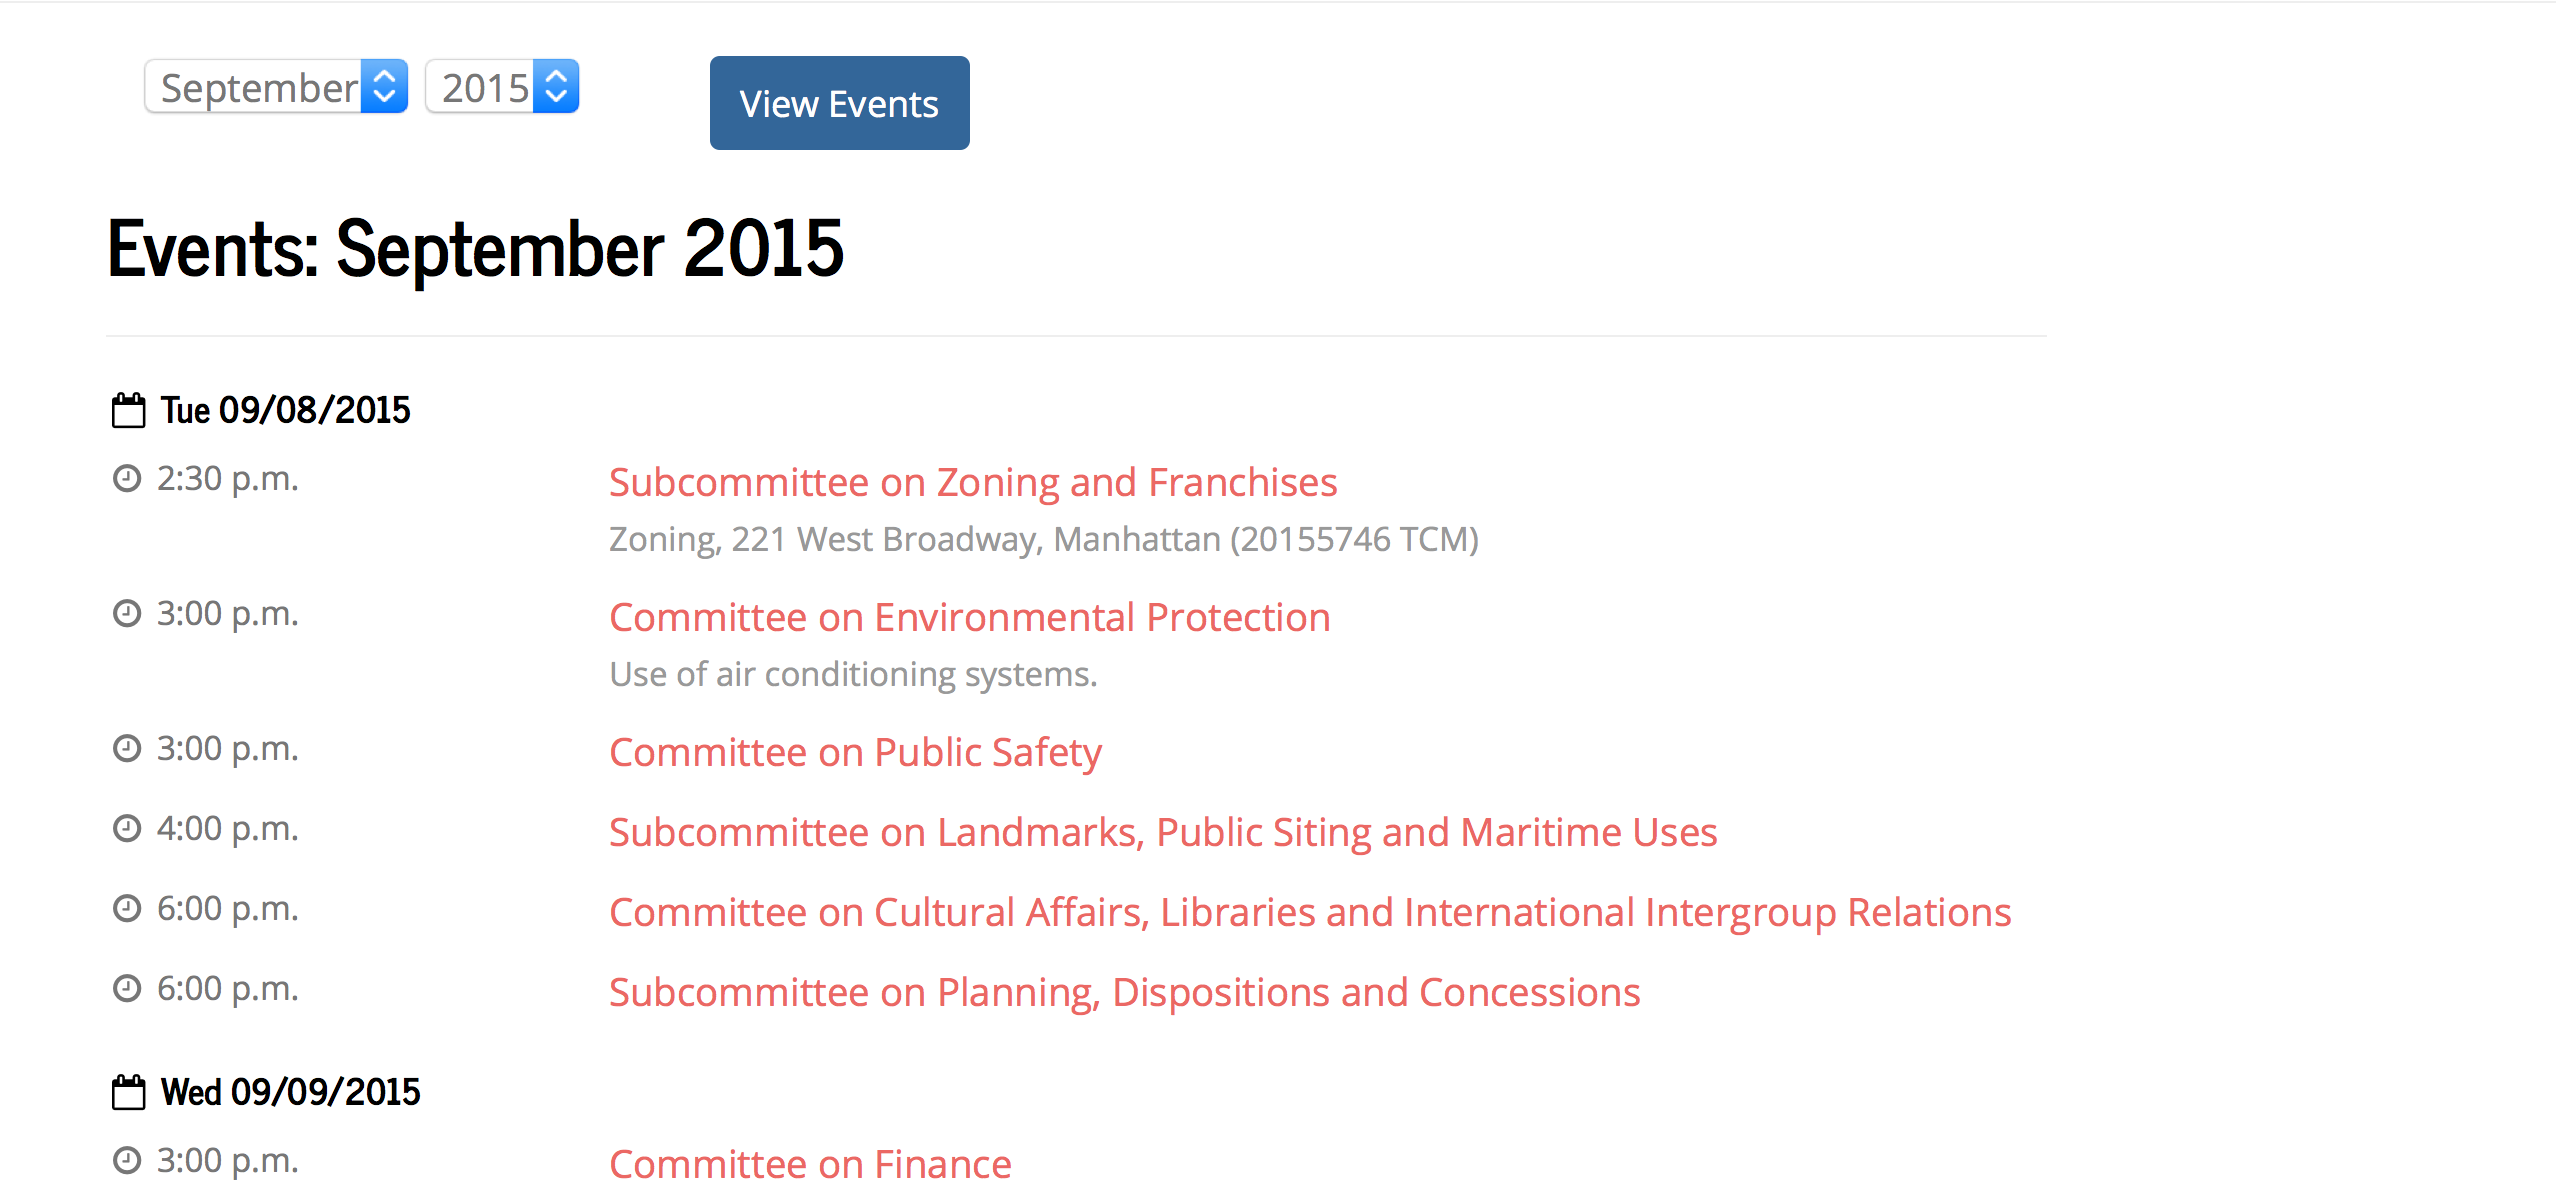 September 2015 View Events
Events: September 2015
Tue 09/08/2015
2:30 p.m. Subcommittee on Zoning and Franchises
Zoning, 221 West Broadway, Manhattan (20155746 TCM)
3:00 p.m. Committee on Environmental Protection
Use of air conditioning systems.
3:00 p.m. Committee on Public Safety
4:00 p.m. Subcommittee on Landmarks, Public Siting and Maritime Uses
6:00 p.m. Committee on Cultural Affairs, Libraries and International Intergroup Relations
6:00 p.m. Subcommittee on Planning, Dispositions and Concessions
Wed 09/09/2015
3:00 p.m. Committee on Finance